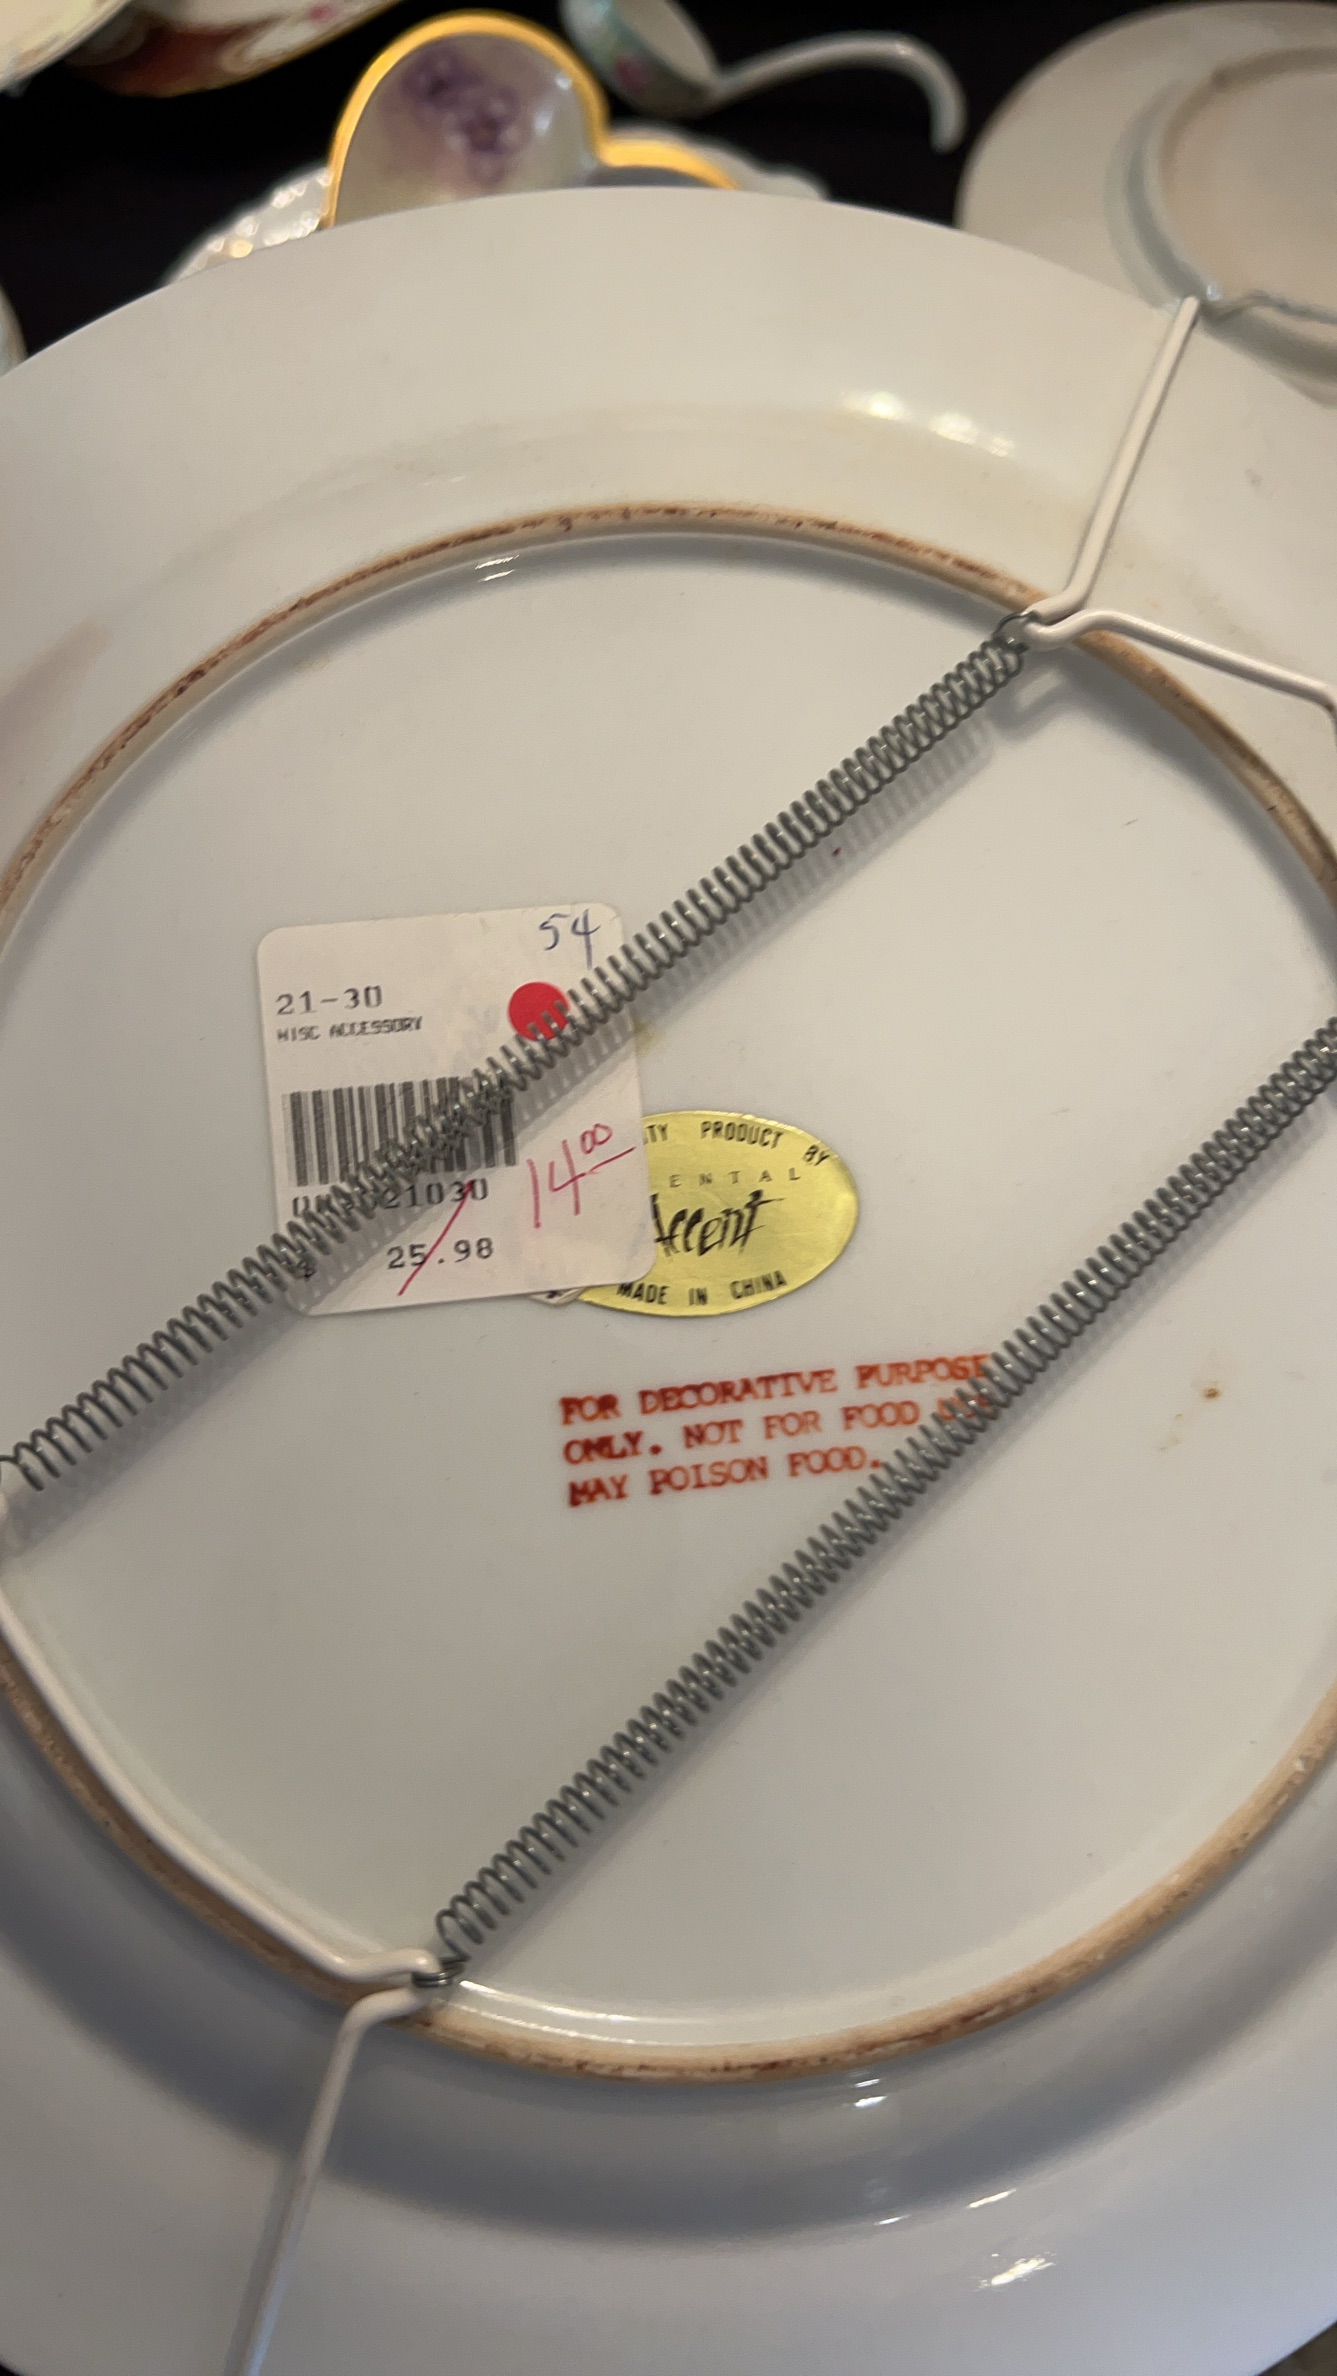 54
21-30
MISC ACCESSORY
21030
14.00
25.98
PRODUCT BY
Accent
MADE IN CHINA
FOR DECORATIVE PURPOSE
ONLY. NOT FOR FOOD
MAY POISON FOOD.